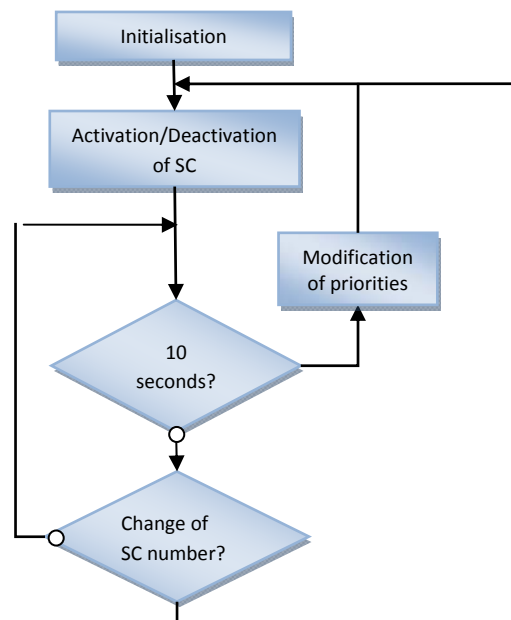 Initialisation
Activation/Deactivation
of SC
Modification
of priorities
10
seconds?
Change of
SC number?